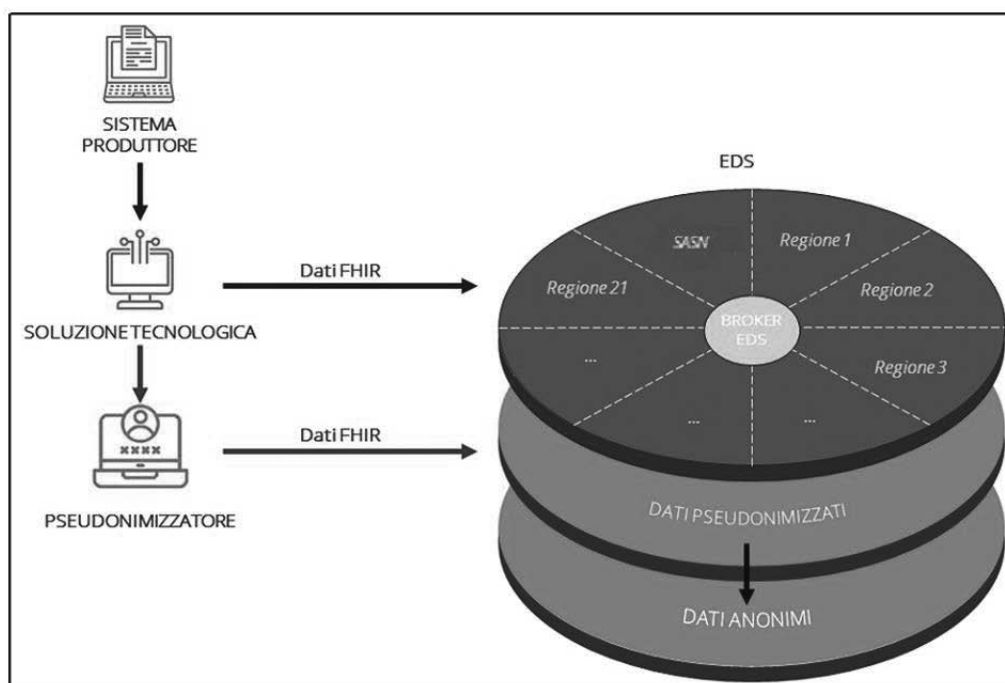 SISTEMA
PRODUTTORE
SOLUZIONE TECNOLOGICA
PSEUDONIMIZZATORE
Dati FHIR
Dati FHIR
EDS
SASN
Regione 1
Regione 21
Regione 2
BROKER
EDS
...
Regione 3
...
...
DATI PSEUDONIMIZZATI
DATI ANONIMI